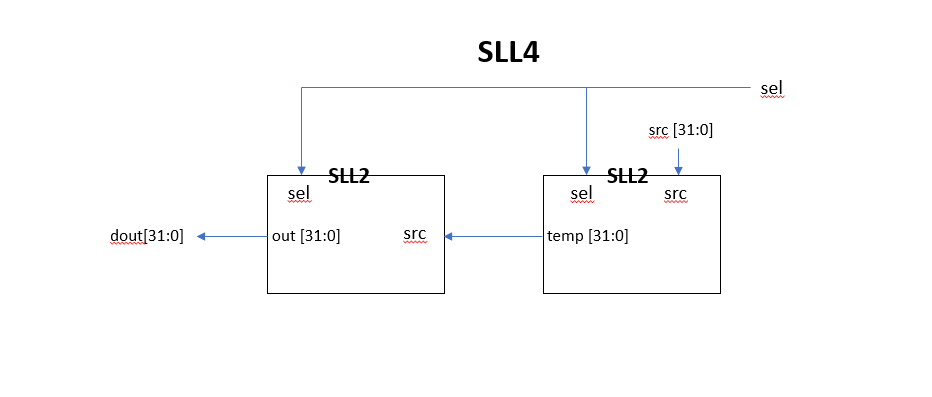 SLL4
sel
src [31:0]
SLL2
SLL2
sel
sel
src
dout[31:0]
out [31:0]
src
temp [31:0]